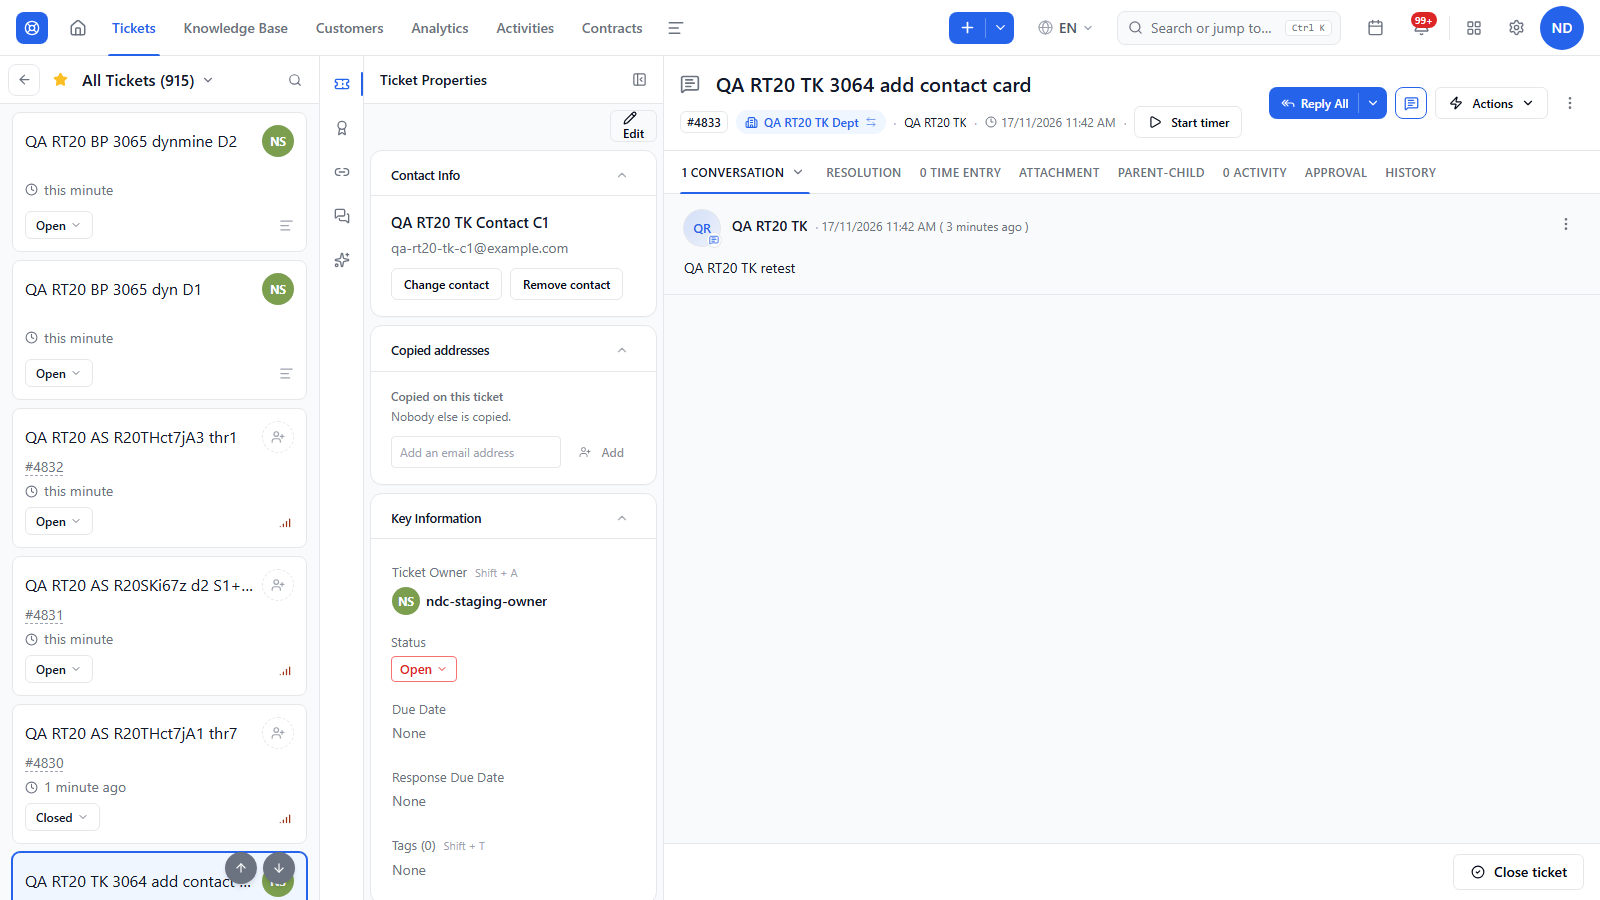 Tickets
Knowledge Base
Customers
Analytics
Activities
Contracts
EN
Search or jump to...
Ctrl K
99+
ND
All Tickets (915)
QA RT20 BP 3065 dynmine D2
NS
this minute
Open
QA RT20 BP 3065 dyn D1
NS
this minute
Open
QA RT20 AS R20THct7jA3 thr1
#4832
this minute
Open
QA RT20 AS R20SKi67z d2 S1+...
#4831
this minute
Open
QA RT20 AS R20THct7jA1 thr7
#4830
1 minute ago
Closed
QA RT20 TK 3064 add contact ...
Ticket Properties
Edit
Contact Info
QA RT20 TK Contact C1
qa-rt20-tk-c1@example.com
Change contact
Remove contact
Copied addresses
Copied on this ticket
Nobody else is copied.
Add an email address
Add
Key Information
Ticket Owner Shift + A
NS ndc-staging-owner
Status
Open
Due Date
None
Response Due Date
None
Tags (0) Shift + T
None
QA RT20 TK 3064 add contact card
#4833 QA RT20 TK Dept · QA RT20 TK · 17/11/2026 11:42 AM · Start timer
Reply All
Actions
1 CONVERSATION
RESOLUTION
0 TIME ENTRY
ATTACHMENT
PARENT-CHILD
0 ACTIVITY
APPROVAL
HISTORY
QR
QA RT20 TK · 17/11/2026 11:42 AM ( 3 minutes ago )
QA RT20 TK retest
Close ticket